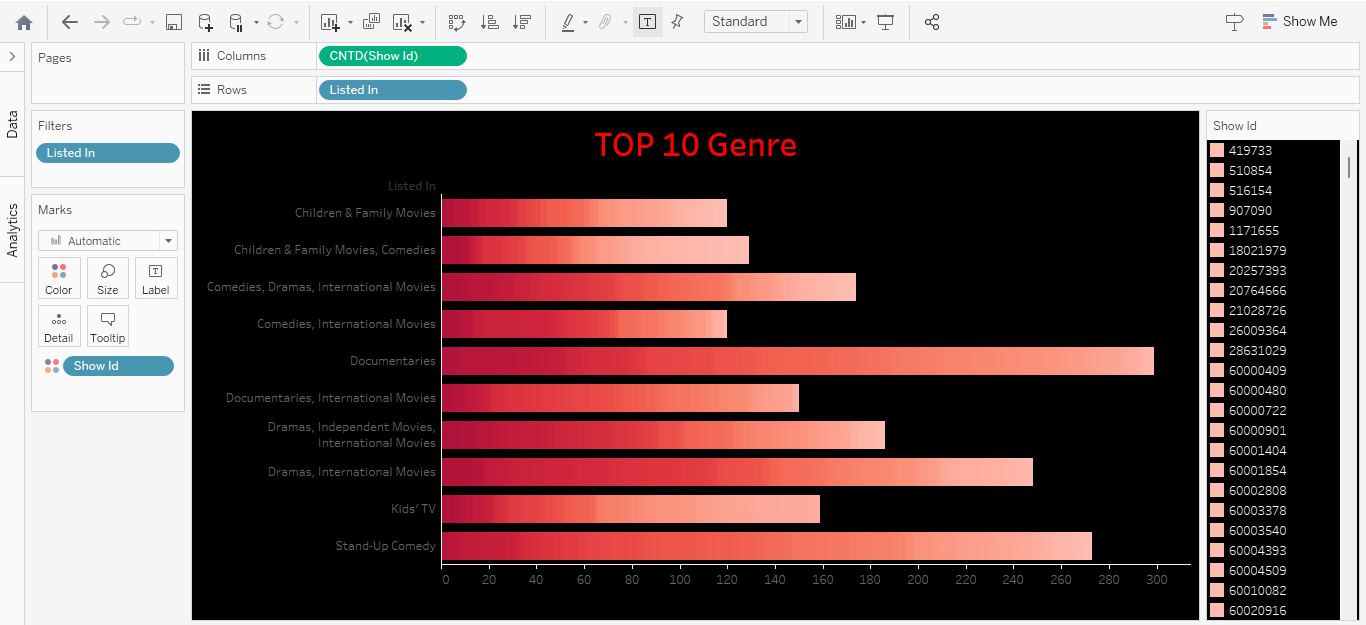 Standard
Show Me
Data
Analytics
Pages
Filters
Listed In
Marks
Automatic
Color
Size
Label
Detail
Tooltip
Show Id
Columns
CNTD(Show Id)
Rows
Listed In
TOP 10 Genre
Listed In
Children & Family Movies
Children & Family Movies, Comedies
Comedies, Dramas, International Movies
Comedies, International Movies
Documentaries
Documentaries, International Movies
Dramas, Independent Movies,
International Movies
Dramas, International Movies
Kids' TV
Stand-Up Comedy
0 20 40 60 80 100 120 140 160 180 200 220 240 260 280 300
Show Id
419733
510854
516154
907090
1171655
18021979
20257393
20764666
21028726
26009364
28631029
60000409
60000480
60000722
60000901
60001404
60001854
60002808
60003378
60003540
60004393
60004509
60010082
60020916